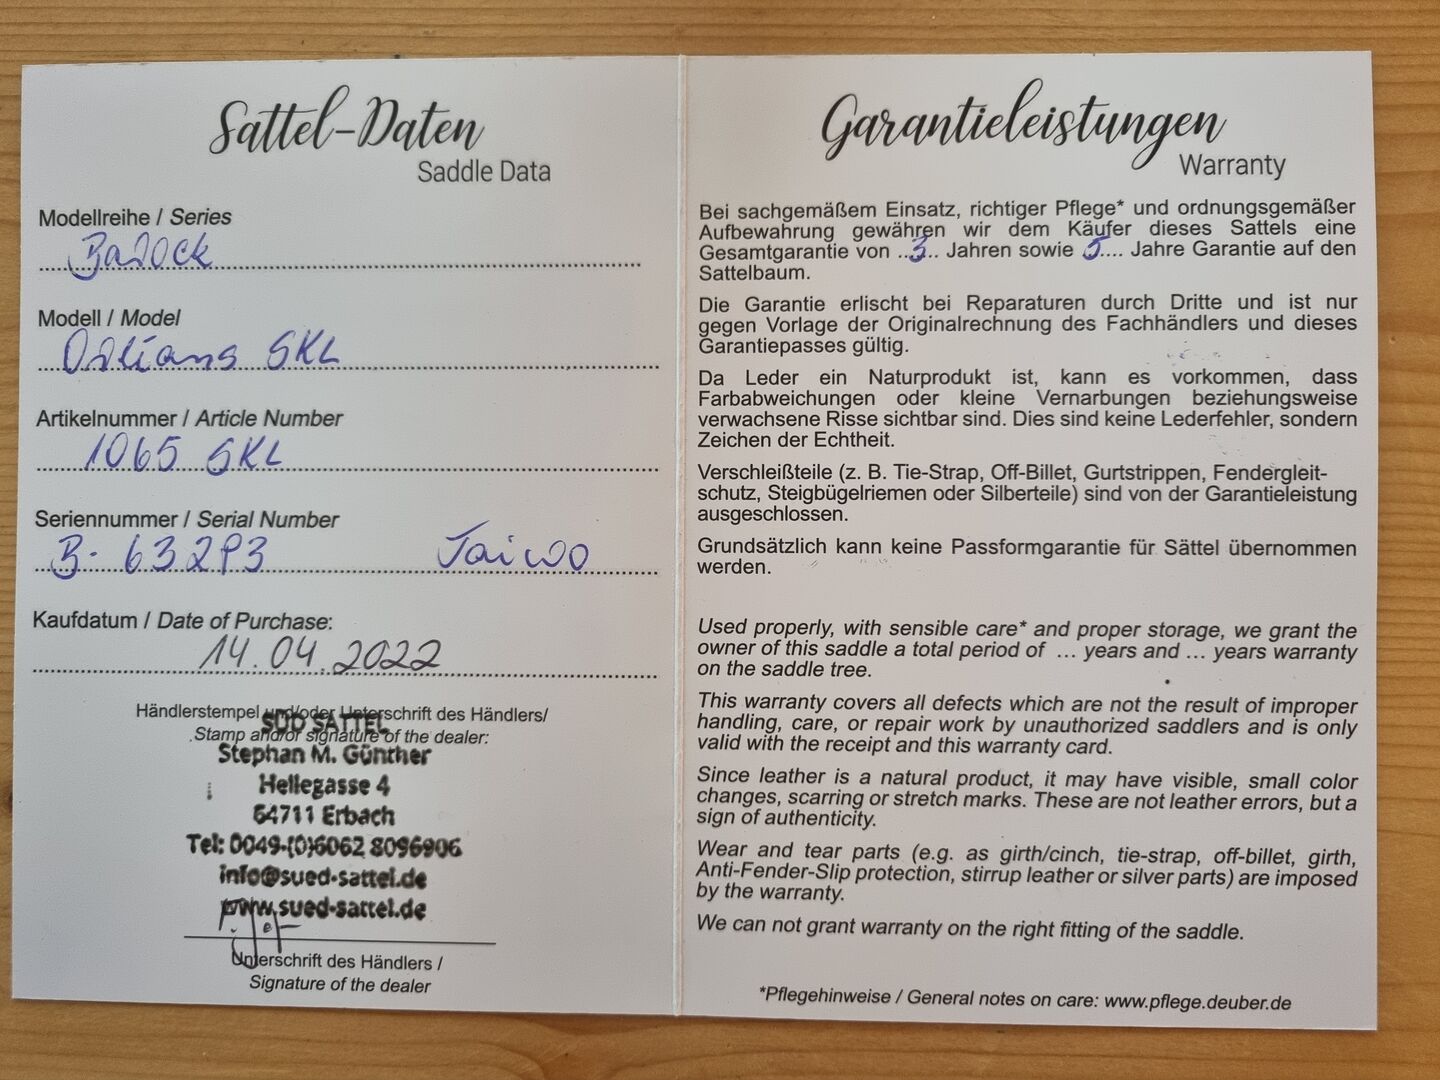 Sattel-Daten
Saddle Data
Modellreihe / Series
Barock
Modell / Model
Orleans SKL
Artikelnummer / Article Number
1065 SKL
Seriennummer / Serial Number
B- 632P3 Taiwo
Kaufdatum / Date of Purchase:
14.04.2022
Händlerstempel und/oder Unterschrift des Händlers/
Stamp and/or signature of the dealer:
SÜD SATTEL
Stephan M. Günther
Hellegasse 4
64711 Erbach
Tel: 0049-(0)6062 8096906
info@sued-sattel.de
www.sued-sattel.de
Unterschrift des Händlers /
Signature of the dealer
Garantieleistungen
Warranty
Bei sachgemäßem Einsatz, richtiger Pflege* und ordnungsgemäßer
Aufbewahrung gewähren wir dem Käufer dieses Sattels eine
Gesamtgarantie von ..3.. Jahren sowie 5.... Jahre Garantie auf den
Sattelbaum.
Die Garantie erlischt bei Reparaturen durch Dritte und ist nur
gegen Vorlage der Originalrechnung des Fachhändlers und dieses
Garantiepasses gültig.
Da Leder ein Naturprodukt ist, kann es vorkommen, dass
Farbabweichungen oder kleine Vernarbungen beziehungsweise
verwachsene Risse sichtbar sind. Dies sind keine Lederfehler, sondern
Zeichen der Echtheit.
Verschleißteile (z. B. Tie-Strap, Off-Billet, Gurtstrippen, Fendergleit-
schutz, Steigbügelriemen oder Silberteile) sind von der Garantieleistung
ausgeschlossen.
Grundsätzlich kann keine Passformgarantie für Sättel übernommen
werden.
Used properly, with sensible care* and proper storage, we grant the
owner of this saddle a total period of ... years and ... years warranty
on the saddle tree.
This warranty covers all defects which are not the result of improper
handling, care, or repair work by unauthorized saddlers and is only
valid with the receipt and this warranty card.
Since leather is a natural product, it may have visible, small color
changes, scarring or stretch marks. These are not leather errors, but a
sign of authenticity.
Wear and tear parts (e.g. as girth/cinch, tie-strap, off-billet, girth,
Anti-Fender-Slip protection, stirrup leather or silver parts) are imposed
by the warranty.
We can not grant warranty on the right fitting of the saddle.
*Pflegehinweise / General notes on care: www.pflege.deuber.de